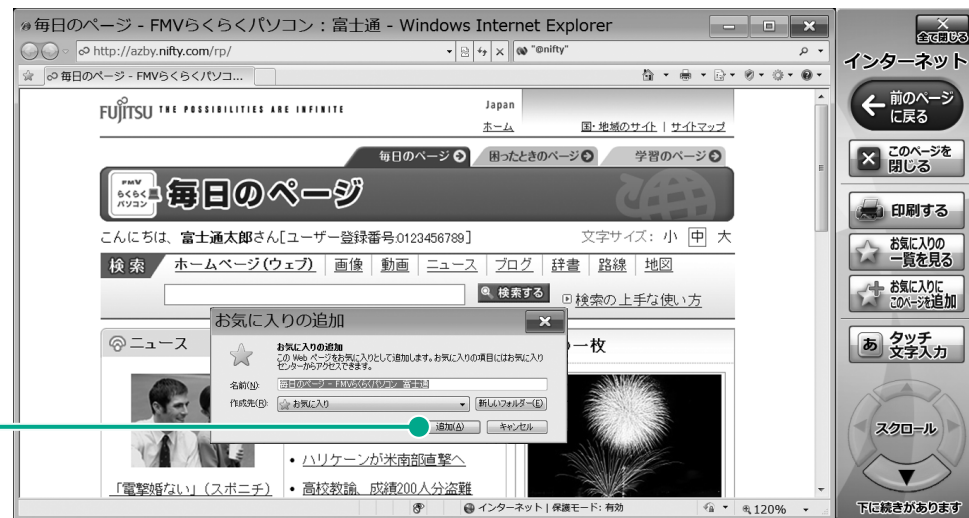 毎日のページ - FMVらくらくパソコン：富士通 - Windows Internet Explorer
http://azby.nifty.com/rp/
"@nifty"
毎日のページ - FMVらくらくパソコ...
FUJITSU THE POSSIBILITIES ARE INFINITE
Japan
ホーム
国・地域のサイト | サイトマップ
毎日のページ
困ったときのページ
学習のページ
FMV
らくらく
パソコン
毎日のページ
こんにちは、富士通太郎さん[ユーザー登録番号:0123456789]
文字サイズ： 小 中 大
検索
ホームページ(ウェブ) | 画像 | 動画 | ニュース | ブログ | 辞書 | 路線 | 地図
検索する
検索の上手な使い方
ニュース
一枚
お気に入りの追加
お気に入りの追加
この Web ページをお気に入りとして追加します。お気に入りの項目にはお気に入り
センターからアクセスできます。
名前(N):
毎日のページ - FMVらくらくパソコン 富士通
作成先(R):
お気に入り
新しいフォルダー(E)
追加(A)
キャンセル
・ハリケーンが米南部直撃へ
「電撃婚ない」（スポニチ）
・高校教諭、成績200人分盗難
インターネット | 保護モード: 有効
120%
全て閉じる
インターネット
前のページ
に戻る
このページを
閉じる
印刷する
お気に入りの
一覧を見る
お気に入りに
このページを追加
あ
タッチ
文字入力
スクロール
下に続きがあります